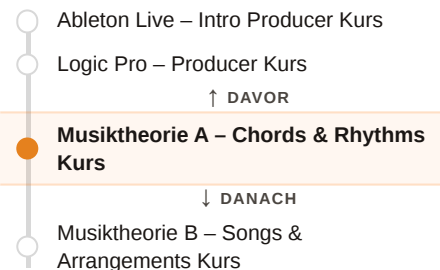 Ableton Live – Intro Producer Kurs
Logic Pro – Producer Kurs
↑ DAVOR
Musiktheorie A – Chords & Rhythms
Kurs
↓ DANACH
Musiktheorie B – Songs &
Arrangements Kurs